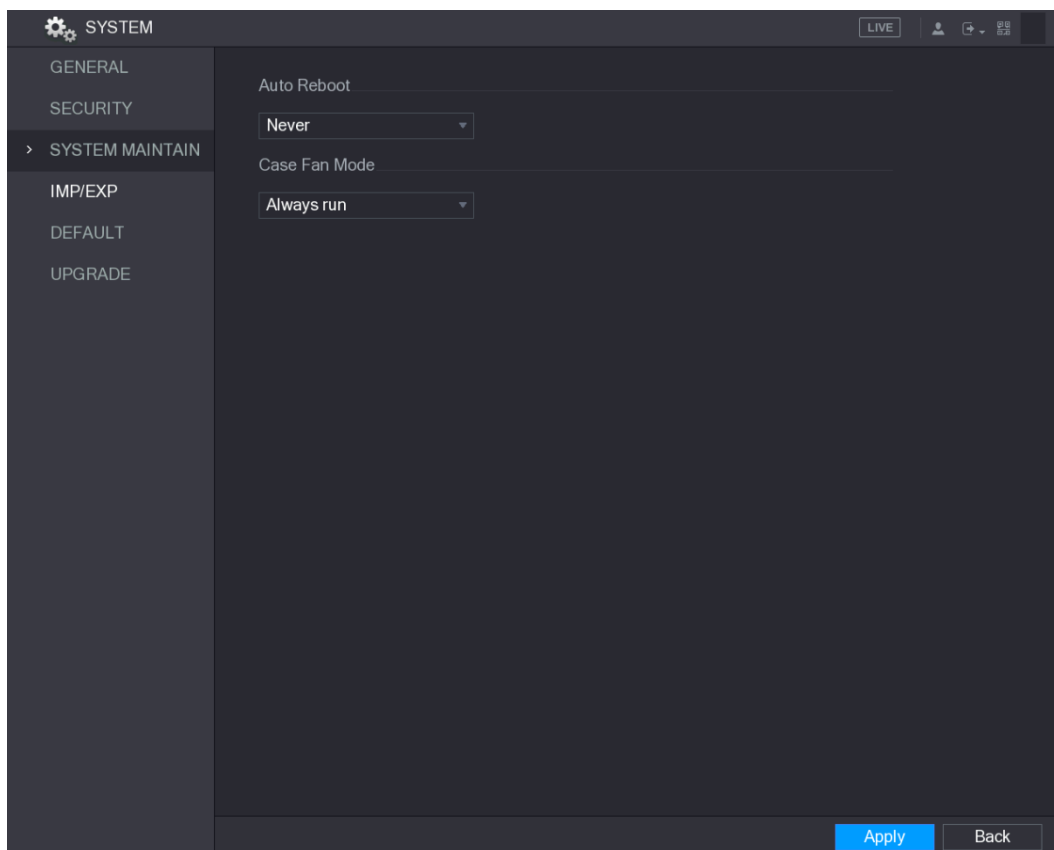 SYSTEM
LIVE
GENERAL
SECURITY
SYSTEM MAINTAIN
IMP/EXP
DEFAULT
UPGRADE
Auto Reboot
Never
Case Fan Mode
Always run
Apply
Back